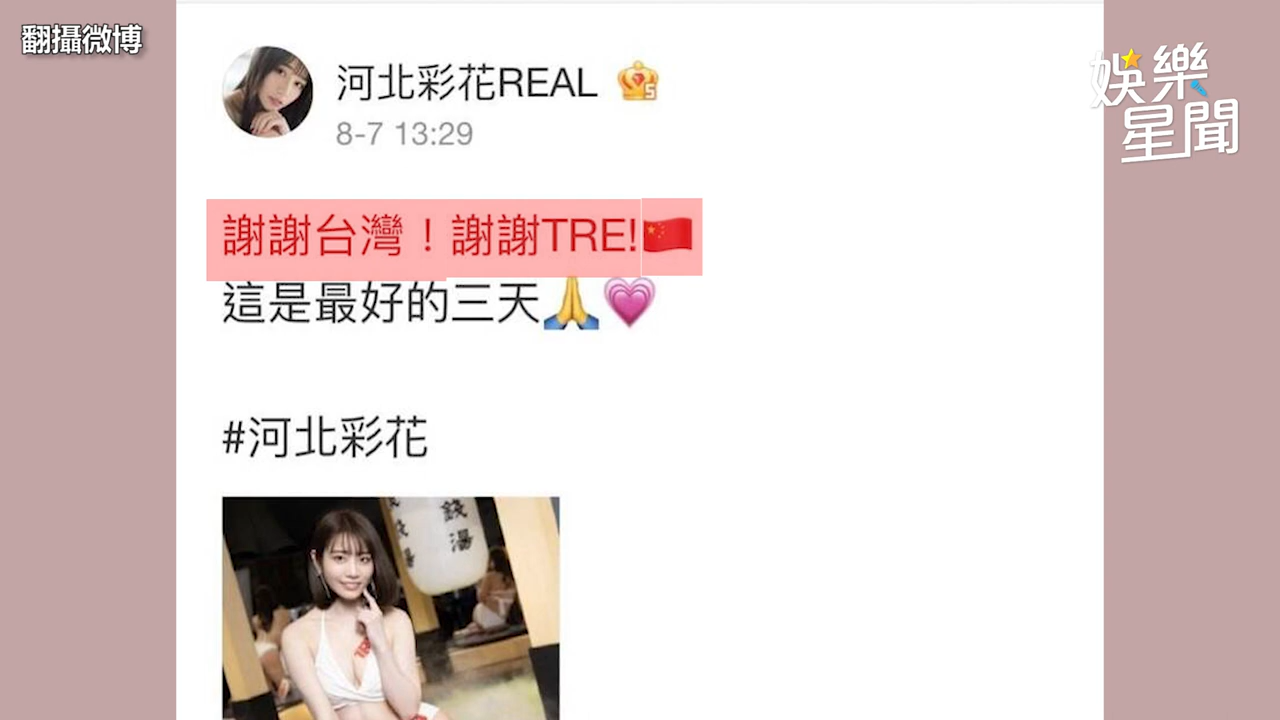 翻攝微博
娛樂
星聞
河北彩花REAL
5
8-7 13:29
謝謝台灣！謝謝TRE!🇨🇳
這是最好的三天🙏💗
#河北彩花
錢
湯